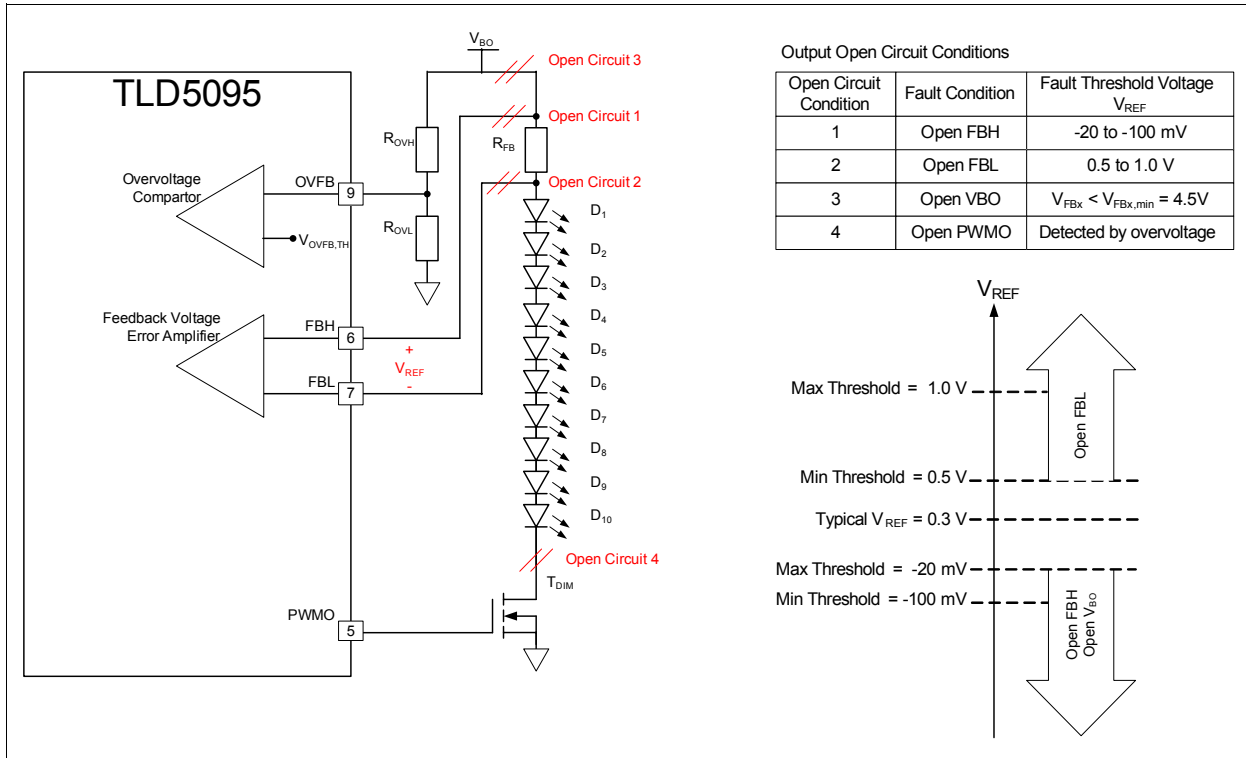 V_BO
Open Circuit 3
TLD5095
Open Circuit 1
R_OVH
R_FB
Overvoltage
Compartor
OVFB
9
Open Circuit 2
V_OVFB,TH
R_OVL
D_1
D_2
D_3
D_4
D_5
D_6
D_7
D_8
D_9
D_10
Feedback Voltage
Error Amplifier
FBH
6
+
V_REF
-
FBL
7
Open Circuit 4
T_DIM
PWMO
5
Output Open Circuit Conditions
Open Circuit Condition | Fault Condition | Fault Threshold Voltage V_REF
1 | Open FBH | -20 to -100 mV
2 | Open FBL | 0.5 to 1.0 V
3 | Open VBO | V_FBx < V_FBx,min = 4.5V
4 | Open PWMO | Detected by overvoltage
V_REF
Max Threshold = 1.0 V
Open FBL
Min Threshold = 0.5 V
Typical V_REF = 0.3 V
Max Threshold = -20 mV
Min Threshold = -100 mV
Open FBH
Open V_BO